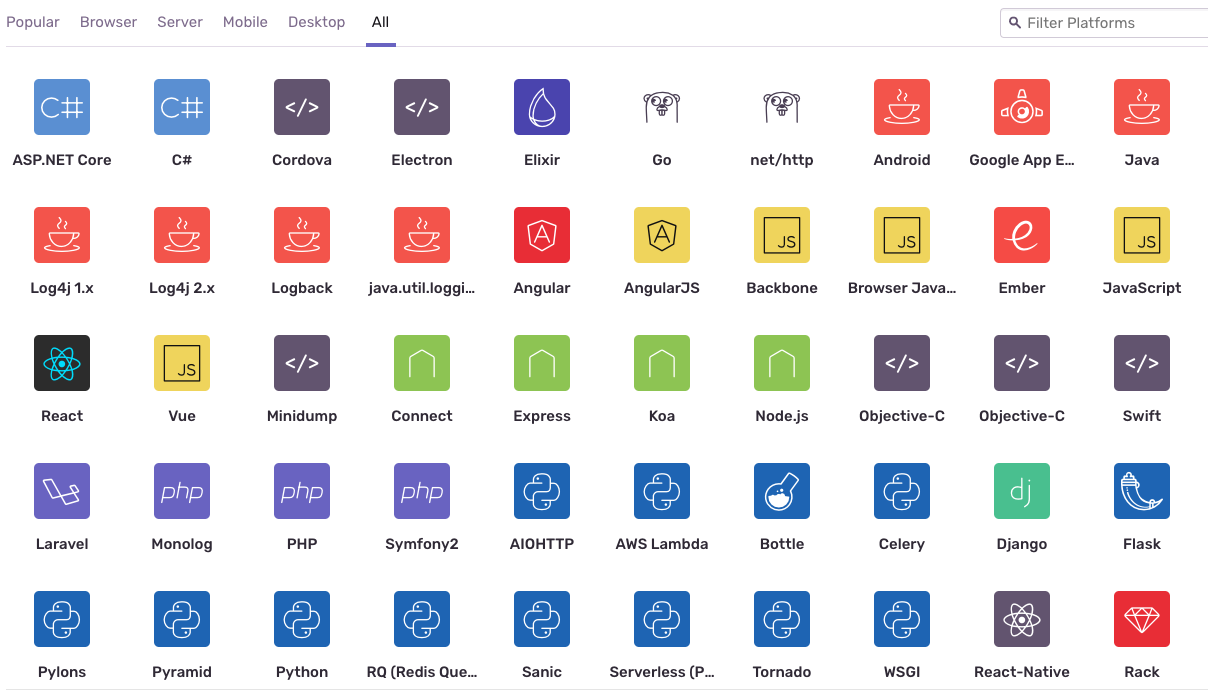 Popular Browser Server Mobile Desktop All Filter Platforms
C# C# </> </>
ASP.NET Core C# Cordova Electron Elixir Go net/http Android Google App E... Java
JS JS JS
Log4j 1.x Log4j 2.x Logback java.util.loggi... Angular AngularJS Backbone Browser Java... Ember JavaScript
JS </> </> </> </>
React Vue Minidump Connect Express Koa Node.js Objective-C Objective-C Swift
php php php dj
Laravel Monolog PHP Symfony2 AIOHTTP AWS Lambda Bottle Celery Django Flask
Pylons Pyramid Python RQ (Redis Que... Sanic Serverless (P... Tornado WSGI React-Native Rack